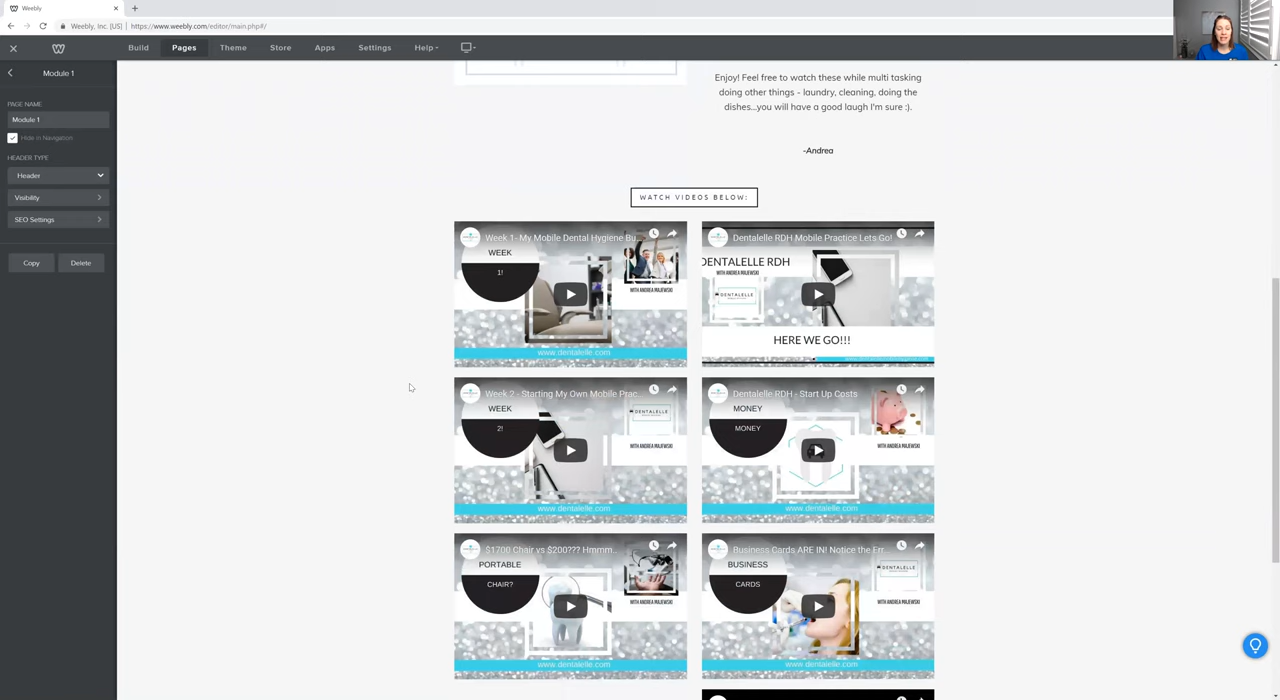 Weebly
Weebly, Inc. [US] https://www.weebly.com/editor/main.php#/
Build Pages Theme Store Apps Settings Help
Module 1
PAGE NAME
Module 1
Hide in Navigation
HEADER TYPE
Header
Visibility
SEO Settings
Copy Delete
Enjoy! Feel free to watch these while multi tasking
doing other things - laundry, cleaning, doing the
dishes...you will have a good laugh I'm sure :).
-Andrea
WATCH VIDEOS BELOW:
Week 1- My Mobile Dental Hygiene Bu...
WEEK
1!
WITH ANDREA MAJEWSKI
www.dentalelle.com
Dentalelle RDH Mobile Practice Lets Go!
DENTALELLE RDH
WITH ANDREA MAJEWSKI
DENTALELLE
HERE WE GO!!!
Week 2 - Starting My Own Mobile Prac...
WEEK
2!
DENTALELLE
WITH ANDREA MAJEWSKI
www.dentalelle.com
Dentalelle RDH - Start Up Costs
MONEY
MONEY
WITH ANDREA MAJEWSKI
www.dentalelle.com
$1700 Chair vs $200??? Hmmm...
PORTABLE
CHAIR?
WITH ANDREA MAJEWSKI
www.dentalelle.com
Business Cards ARE IN! Notice the Err...
BUSINESS
CARDS
DENTALELLE
WITH ANDREA MAJEWSKI
www.dentalelle.com